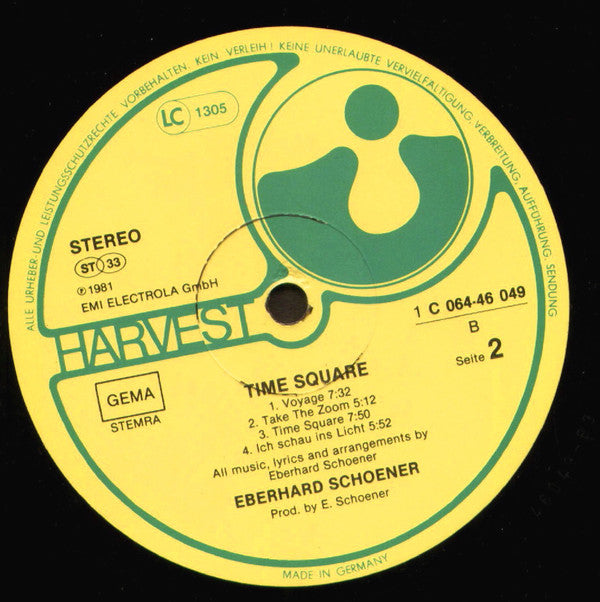 ALLE URHEBER- UND LEISTUNGSSCHUTZRECHTE VORBEHALTEN. KEIN VERLEIH! KEINE UNERLAUBTE VERVIELFÄLTIGUNG, VERBREITUNG, AUFFÜHRUNG, SENDUNG
LC 1305
STEREO
ST 33
℗ 1981
EMI ELECTROLA GmbH
HARVEST
1 C 064-46 049
B
Seite 2
GEMA
STEMRA
TIME SQUARE
1. Voyage 7:32
2. Take The Zoom 5:12
3. Time Square 7:50
4. Ich schau ins Licht 5:52
All music, lyrics and arrangements by
Eberhard Schoener
EBERHARD SCHOENER
Prod. by E. Schoener
MADE IN GERMANY